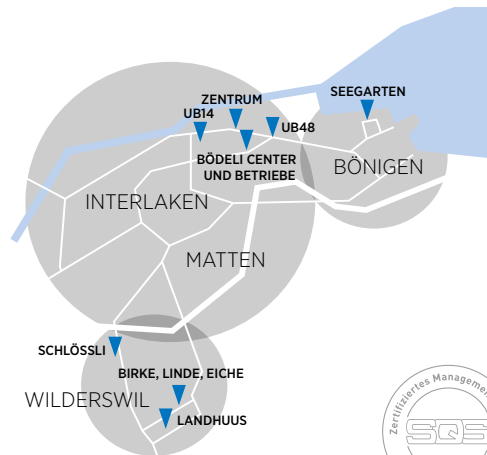 SEEGARTEN
ZENTRUM
UB14
UB48
BÖDELI CENTER
UND BETRIEBE
BÖNIGEN
INTERLAKEN
MATTEN
SCHLÖSSLI
BIRKE, LINDE, EICHE
WILDERSWIL
LANDHUUS
Zertifiziertes Management
SQS